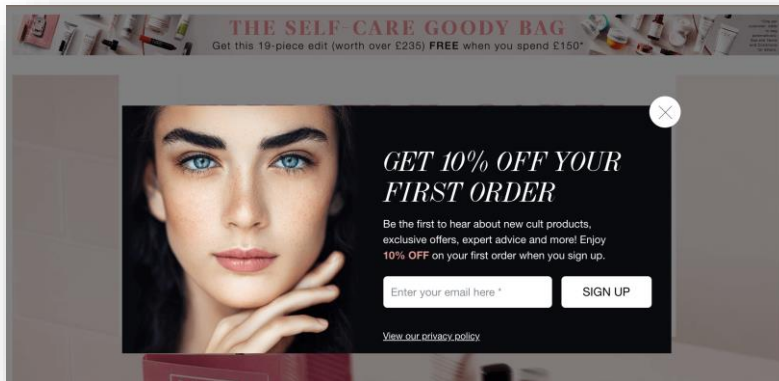 THE SELF-CARE GOODY BAG
Get this 19-piece edit (worth over £235) FREE when you spend £150*
GET 10% OFF YOUR
FIRST ORDER
Be the first to hear about new cult products,
exclusive offers, expert advice and more! Enjoy
10% OFF on your first order when you sign up.
Enter your email here *
SIGN UP
View our privacy policy